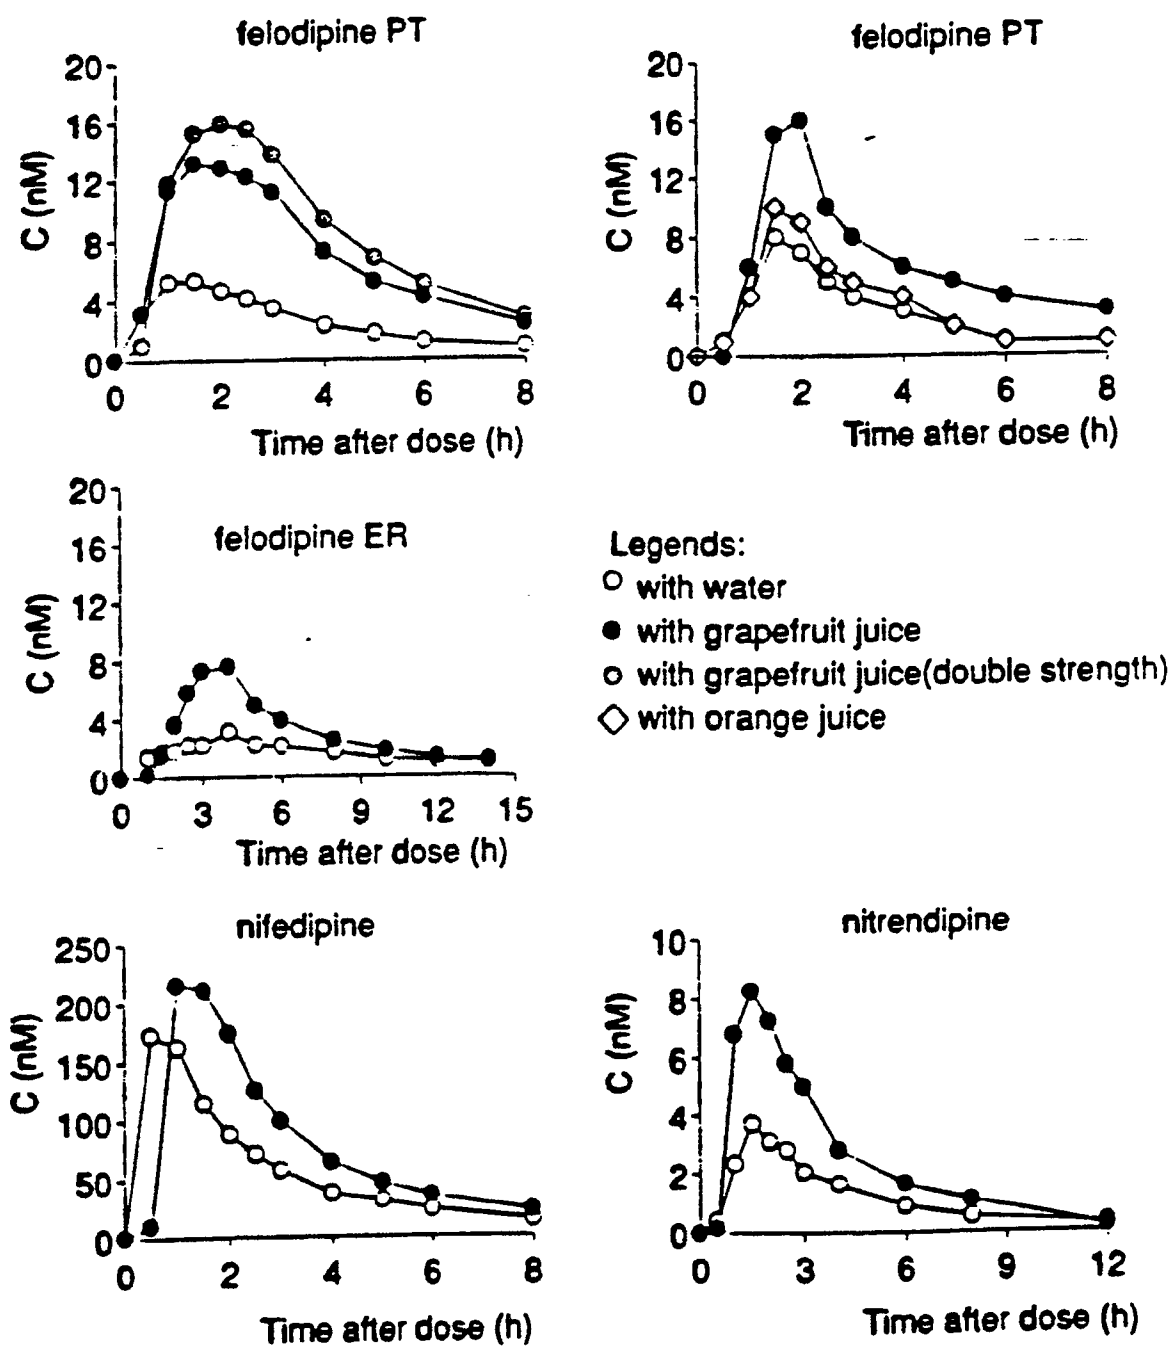 felodipine PT
20
16
12
8
4
0
C (nM)
0 2 4 6 8
Time after dose (h)
felodipine PT
20
16
12
8
4
0
C (nM)
0 2 4 6 8
Time after dose (h)
felodipine ER
20
16
12
8
4
0
C (nM)
0 3 6 9 12 15
Time after dose (h)
Legends:
with water
with grapefruit juice
with grapefruit juice(double strength)
with orange juice
nifedipine
250
200
150
100
50
0
C (nM)
0 2 4 6 8
Time after dose (h)
nitrendipine
10
8
6
4
2
0
C (nM)
0 3 6 9 12
Time after dose (h)